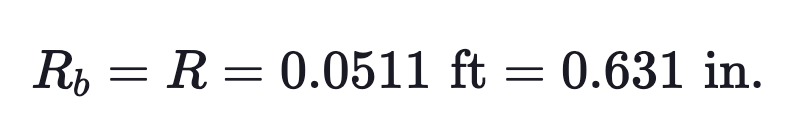 R_b = R = 0.0511 ft = 0.631 in.